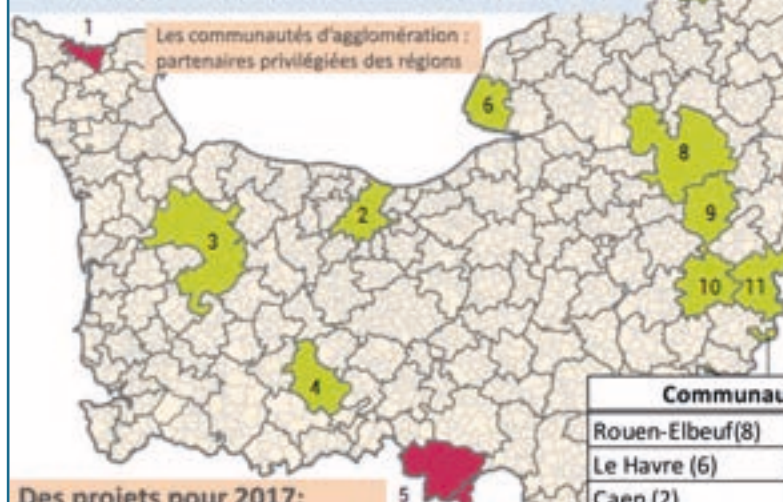 1
Les communautés d'agglomération :
partenaires privilégiées des régions
6
8
2
9
3
10
11
4
Communau
Rouen-Elbeuf(8)
Le Havre (6)
Caen (2)
5
Des projets pour 2017: